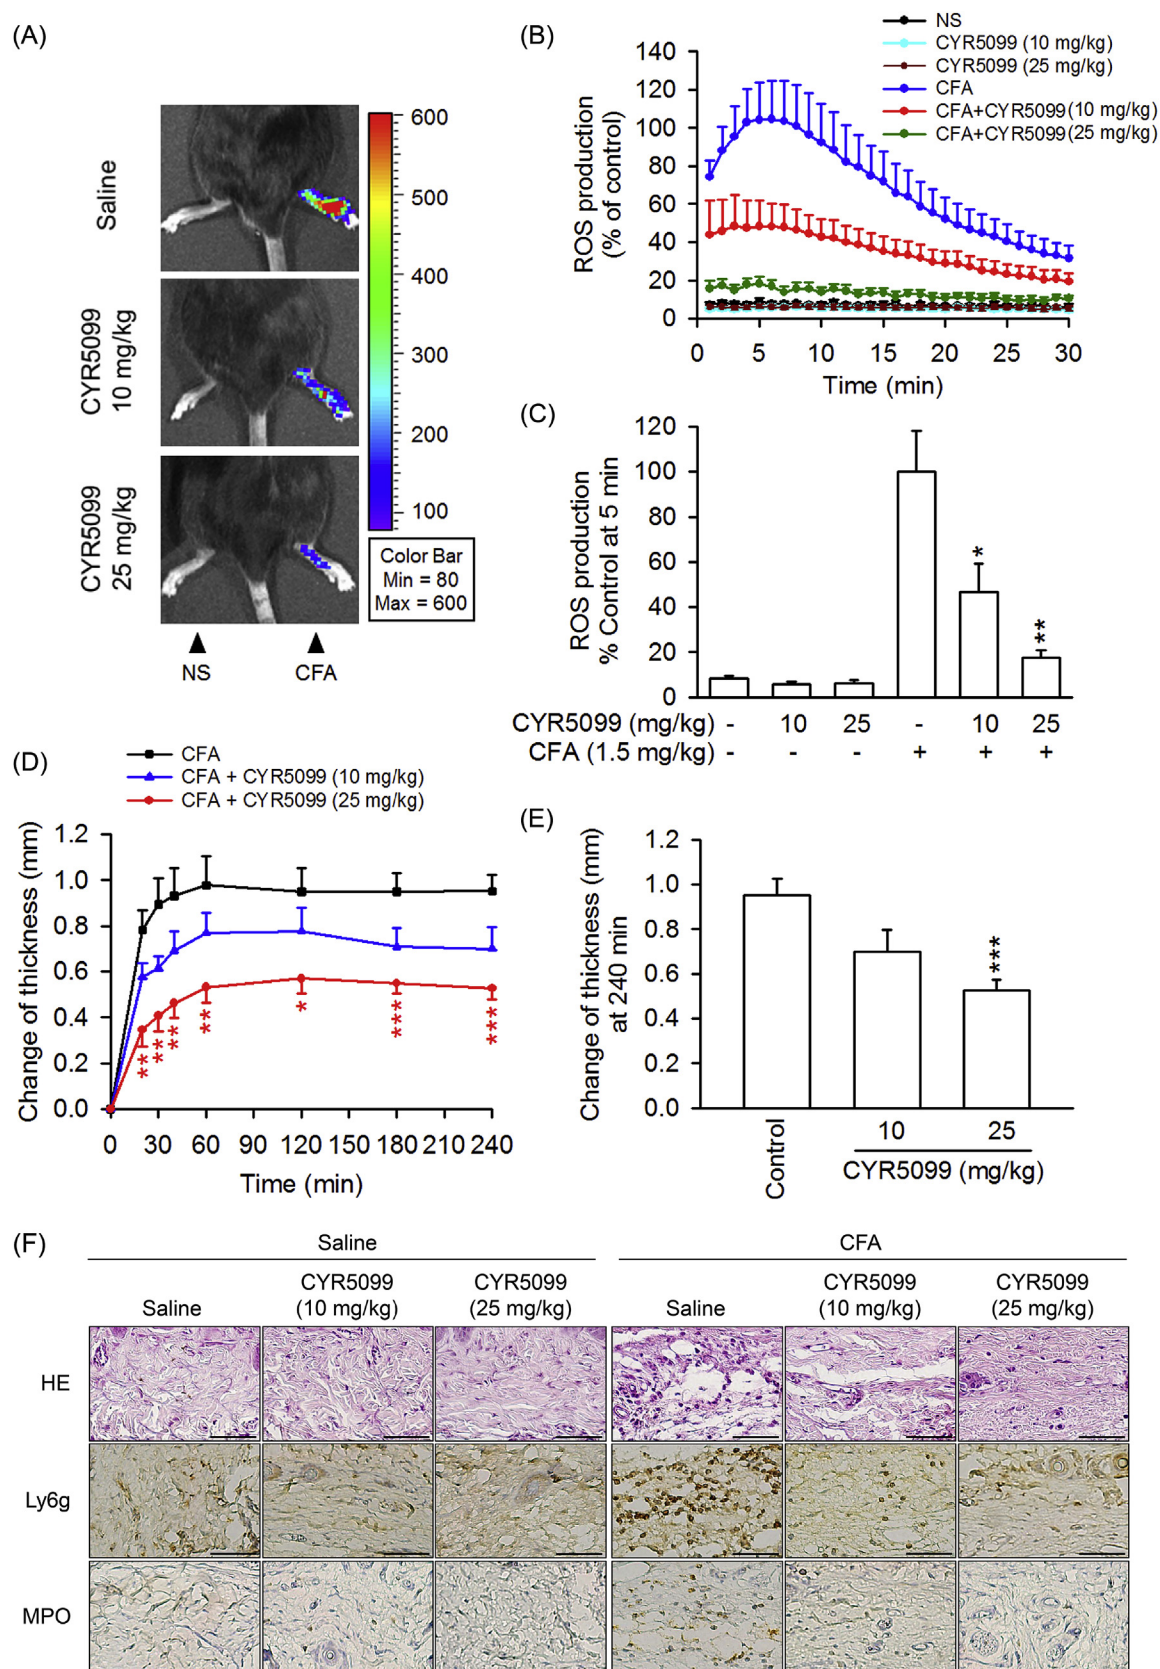 (A)
Saline
CYR5099
10 mg/kg
CYR5099
25 mg/kg
600
500
400
300
200
100
Color Bar
Min = 80
Max = 600
NS
CFA
(B)
NS
CYR5099 (10 mg/kg)
CYR5099 (25 mg/kg)
CFA
CFA+CYR5099 (10 mg/kg)
CFA+CYR5099 (25 mg/kg)
ROS production
(% of control)
140
120
100
80
60
40
20
0
0 5 10 15 20 25 30
Time (min)
(C)
ROS production
% Control at 5 min
120
100
80
60
40
20
0
*
**
CYR5099 (mg/kg) - 10 25 - 10 25
CFA (1.5 mg/kg) - - - + + +
(D)
CFA
CFA + CYR5099 (10 mg/kg)
CFA + CYR5099 (25 mg/kg)
Change of thickness (mm)
1.2
1.0
0.8
0.6
0.4
0.2
0.0
** ** ** ** * *** ***
0 30 60 90 120 150 180 210 240
Time (min)
(E)
Change of thickness (mm)
at 240 min
1.2
1.0
0.8
0.6
0.4
0.2
0.0
***
Control
10 25
CYR5099 (mg/kg)
(F)
Saline CFA
Saline CYR5099 (10 mg/kg) CYR5099 (25 mg/kg) Saline CYR5099 (10 mg/kg) CYR5099 (25 mg/kg)
HE
Ly6g
MPO